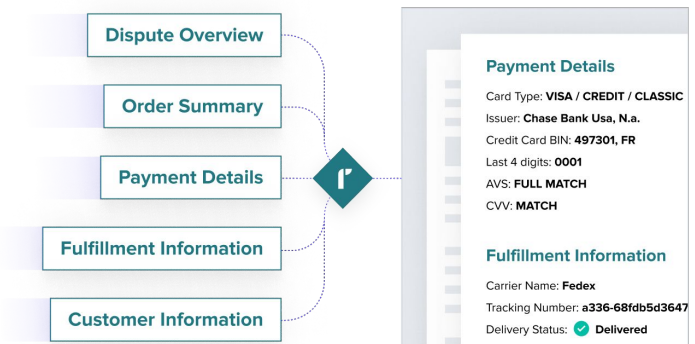 Dispute Overview
Order Summary
Payment Details
Fulfillment Information
Customer Information
Payment Details
Card Type: VISA / CREDIT / CLASSIC
Issuer: Chase Bank Usa, N.a.
Credit Card BIN: 497301, FR
Last 4 digits: 0001
AVS: FULL MATCH
CVV: MATCH
Fulfillment Information
Carrier Name: Fedex
Tracking Number: a336-68fdb5d3647
Delivery Status: Delivered